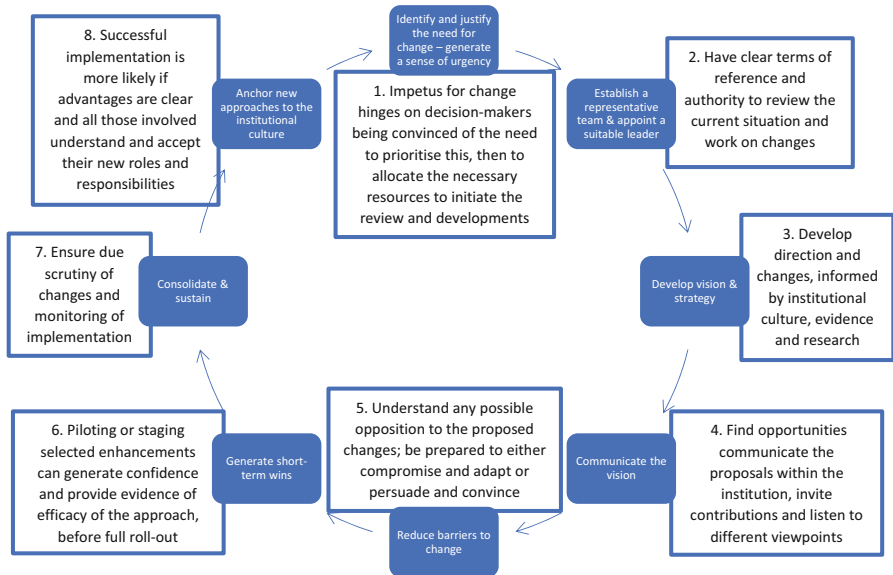 Identify and justify
the need for
change – generate
a sense of urgency
1. Impetus for change
hinges on decision-makers
being convinced of the need
to prioritise this, then to
allocate the necessary
resources to initiate the
review and developments
Establish a
representative
team & appoint a
suitable leader
2. Have clear terms of
reference and
authority to review the
current situation and
work on changes
Develop vision &
strategy
3. Develop
direction and
changes, informed
by institutional
culture, evidence
and research
Communicate the
vision
4. Find opportunities
communicate the
proposals within the
institution, invite
contributions and listen to
different viewpoints
Reduce barriers to
change
5. Understand any possible
opposition to the proposed
changes; be prepared to either
compromise and adapt or
persuade and convince
Generate short-
term wins
6. Piloting or staging
selected enhancements
can generate confidence
and provide evidence of
efficacy of the approach,
before full roll-out
Consolidate &
sustain
7. Ensure due
scrutiny of
changes and
monitoring of
implementation
Anchor new
approaches to the
institutional
culture
8. Successful
implementation is
more likely if
advantages are clear
and all those involved
understand and accept
their new roles and
responsibilities